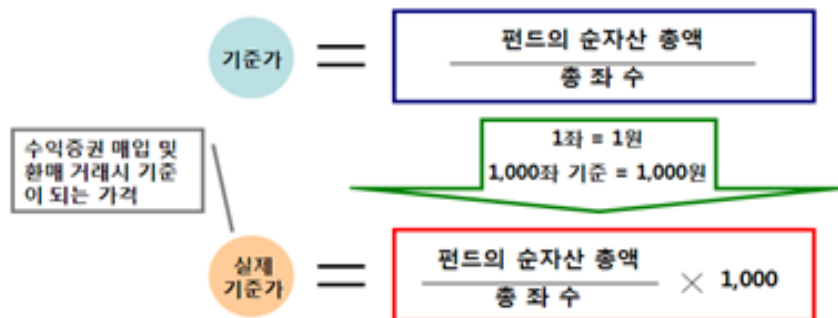 기준가
펀드의 순자산 총액
총 좌 수
수익증권 매입 및
환매 거래시 기준
이 되는 가격
1좌 = 1원
1,000좌 기준 = 1,000원
실제
기준가
펀드의 순자산 총액
총 좌 수
× 1,000